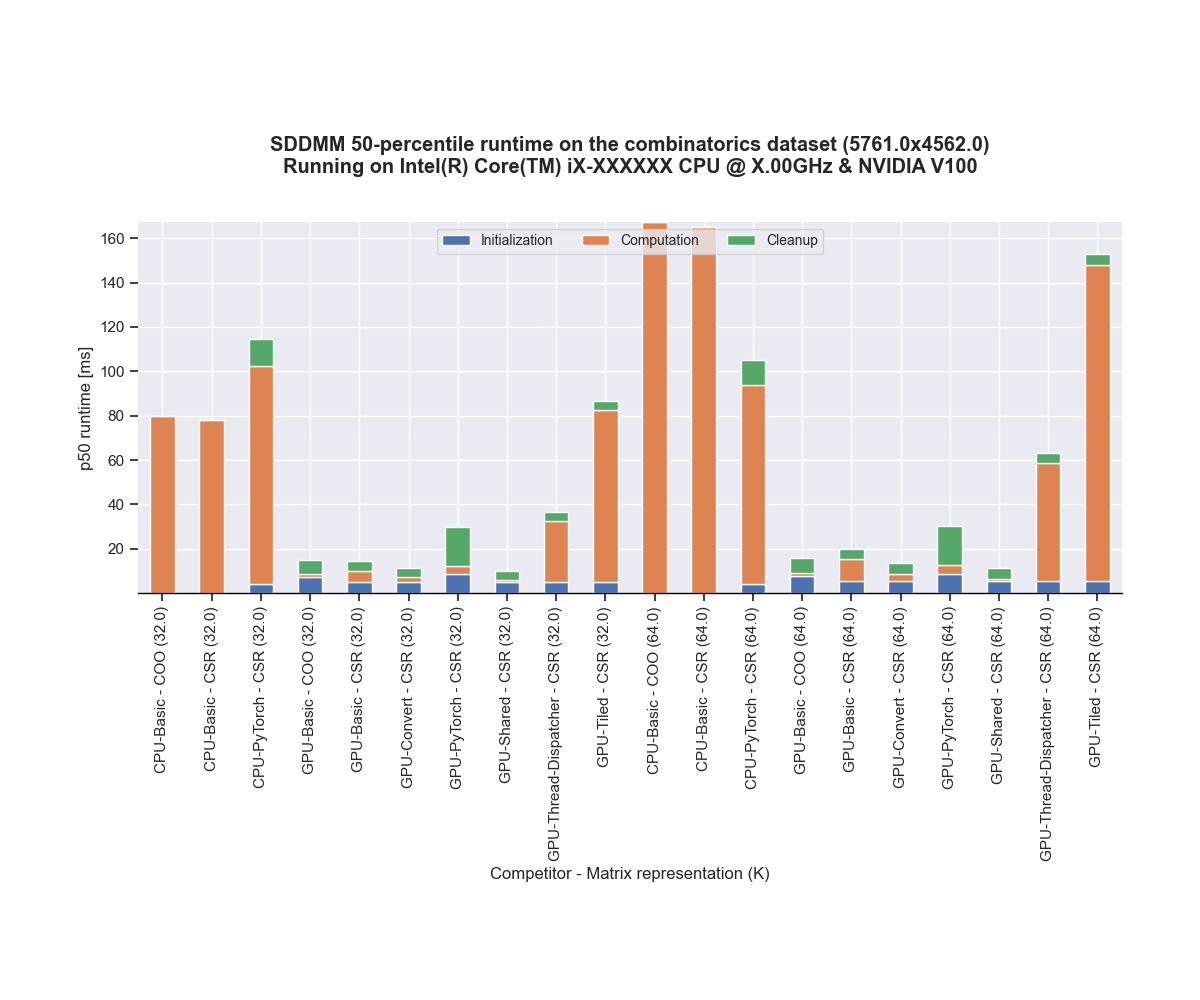 SDDMM 50-percentile runtime on the combinatorics dataset (5761.0x4562.0)
Running on Intel(R) Core(TM) iX-XXXXXX CPU @ X.00GHz & NVIDIA V100
Initialization
Computation
Cleanup
p50 runtime [ms]
160
140
120
100
80
60
40
20
CPU-Basic - COO (32.0)
CPU-Basic - CSR (32.0)
CPU-PyTorch - CSR (32.0)
GPU-Basic - COO (32.0)
GPU-Basic - CSR (32.0)
GPU-Convert - CSR (32.0)
GPU-PyTorch - CSR (32.0)
GPU-Shared - CSR (32.0)
GPU-Thread-Dispatcher - CSR (32.0)
GPU-Tiled - CSR (32.0)
CPU-Basic - COO (64.0)
CPU-Basic - CSR (64.0)
CPU-PyTorch - CSR (64.0)
GPU-Basic - COO (64.0)
GPU-Basic - CSR (64.0)
GPU-Convert - CSR (64.0)
GPU-PyTorch - CSR (64.0)
GPU-Shared - CSR (64.0)
GPU-Thread-Dispatcher - CSR (64.0)
GPU-Tiled - CSR (64.0)
Competitor - Matrix representation (K)